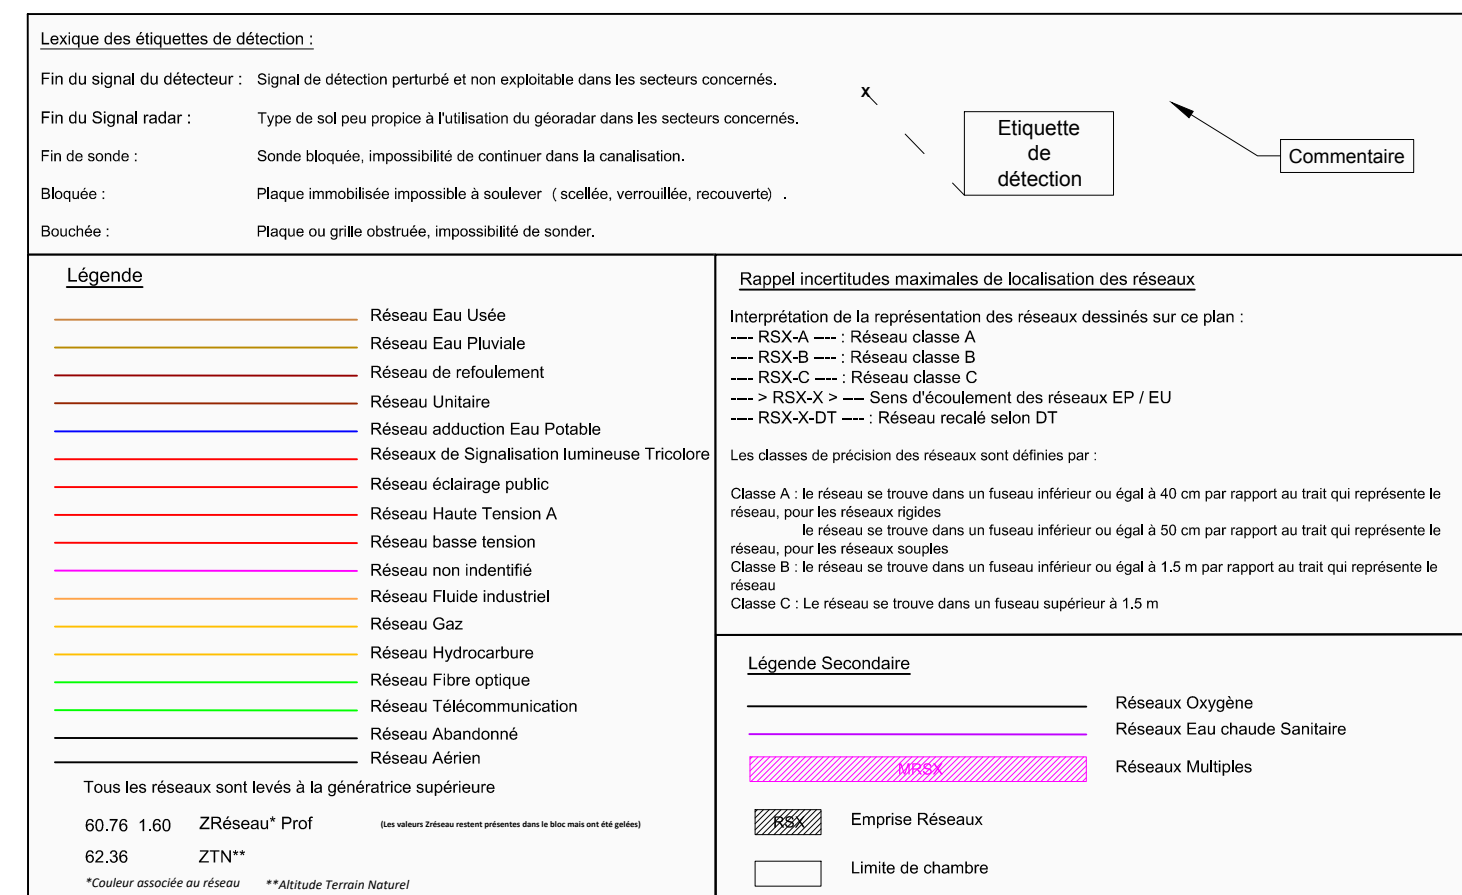 Lexique des étiquettes de détection :
Fin du signal du détecteur : Signal de détection perturbé et non exploitable dans les secteurs concernés.
Fin du Signal radar : Type de sol peu propice à l'utilisation du géoradar dans les secteurs concernés.
Fin de sonde : Sonde bloquée, impossibilité de continuer dans la canalisation.
Bloquée : Plaque immobilisée impossible à soulever ( scellée, verrouillée, recouverte) .
Bouchée : Plaque ou grille obstruée, impossibilité de sonder.
x
Etiquette
de
détection
Commentaire
Légende
Réseau Eau Usée
Réseau Eau Pluviale
Réseau de refoulement
Réseau Unitaire
Réseau adduction Eau Potable
Réseaux de Signalisation lumineuse Tricolore
Réseau éclairage public
Réseau Haute Tension A
Réseau basse tension
Réseau non indentifié
Réseau Fluide industriel
Réseau Gaz
Réseau Hydrocarbure
Réseau Fibre optique
Réseau Télécommunication
Réseau Abandonné
Réseau Aérien
Tous les réseaux sont levés à la génératrice supérieure
60.76 1.60 ZRéseau* Prof (Les valeurs Zréseau restent présentes dans le bloc mais ont été gelées)
62.36 ZTN**
*Couleur associée au réseau **Altitude Terrain Naturel
Rappel incertitudes maximales de localisation des réseaux
Interprétation de la représentation des réseaux dessinés sur ce plan :
---- RSX-A ---- : Réseau classe A
---- RSX-B ---- : Réseau classe B
---- RSX-C ---- : Réseau classe C
---- > RSX-X > ---- Sens d'écoulement des réseaux EP / EU
---- RSX-X-DT ---- : Réseau recalé selon DT
Les classes de précision des réseaux sont définies par :
Classe A : le réseau se trouve dans un fuseau inférieur ou égal à 40 cm par rapport au trait qui représente le
réseau, pour les réseaux rigides
le réseau se trouve dans un fuseau inférieur ou égal à 50 cm par rapport au trait qui représente le
réseau, pour les réseaux souples
Classe B : le réseau se trouve dans un fuseau inférieur ou égal à 1.5 m par rapport au trait qui représente le
réseau
Classe C : Le réseau se trouve dans un fuseau supérieur à 1.5 m
Légende Secondaire
Réseaux Oxygène
Réseaux Eau chaude Sanitaire
MRSX Réseaux Multiples
RSX Emprise Réseaux
Limite de chambre